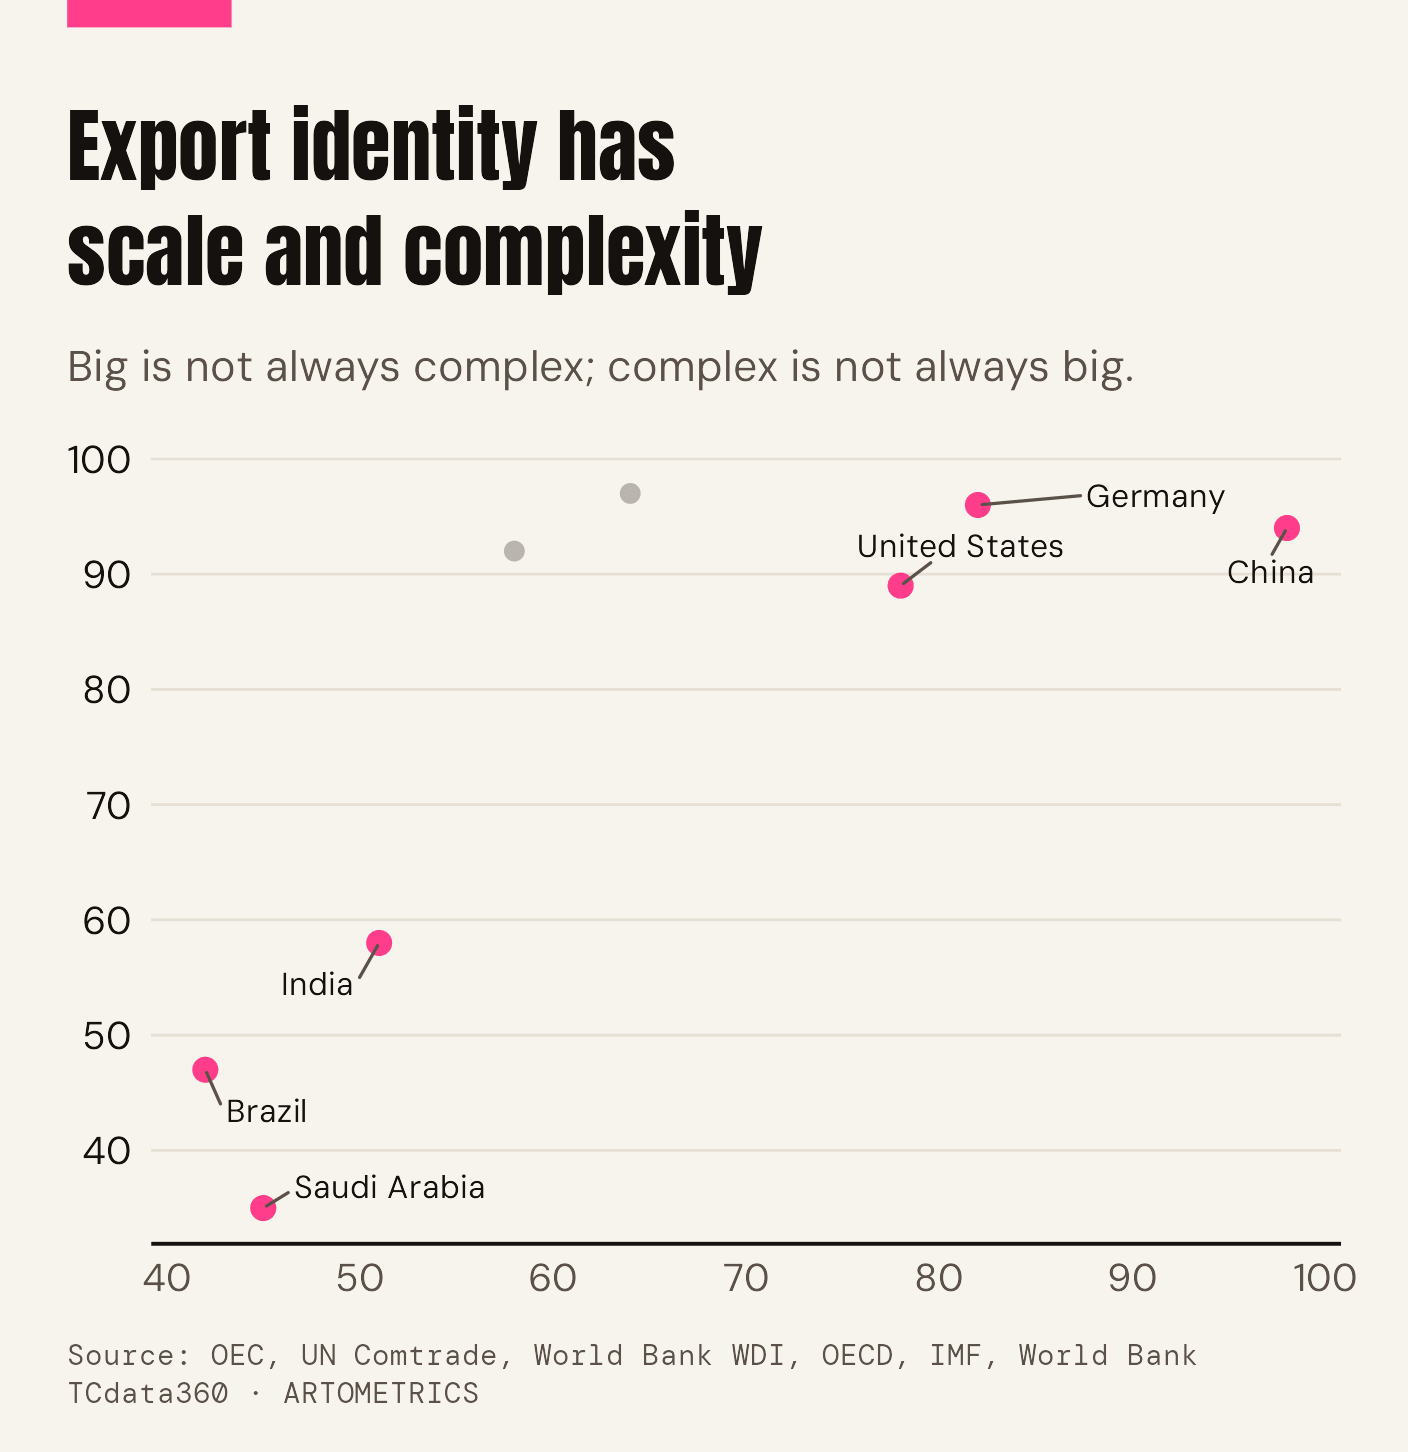 Export identity has
scale and complexity
Big is not always complex; complex is not always big.
100
Germany
United States
China
90
80
70
60
India
50
Brazil
40
Saudi Arabia
40 50 60 70 80 90 100
Source: OEC, UN Comtrade, World Bank WDI, OECD, IMF, World Bank
TCdata360 · ARTOMETRICS